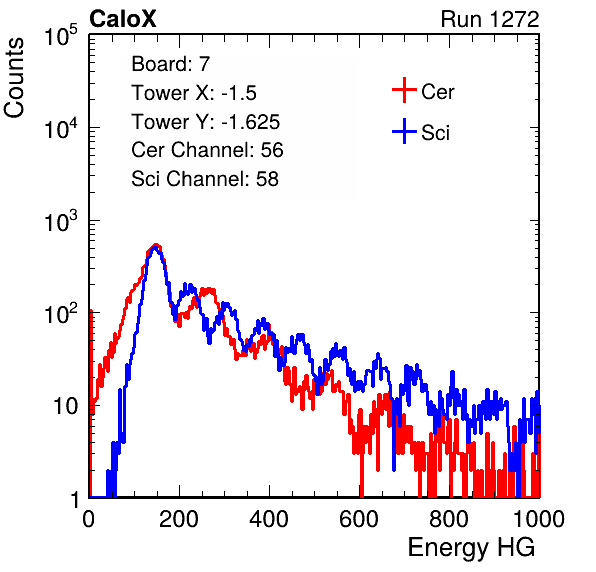 CaloX Run 1272
Counts
Board: 7
Tower X: -1.5
Tower Y: -1.625
Cer Channel: 56
Sci Channel: 58
Cer
Sci
10^5
10^4
10^3
10^2
10
1
0 200 400 600 800 1000
Energy HG